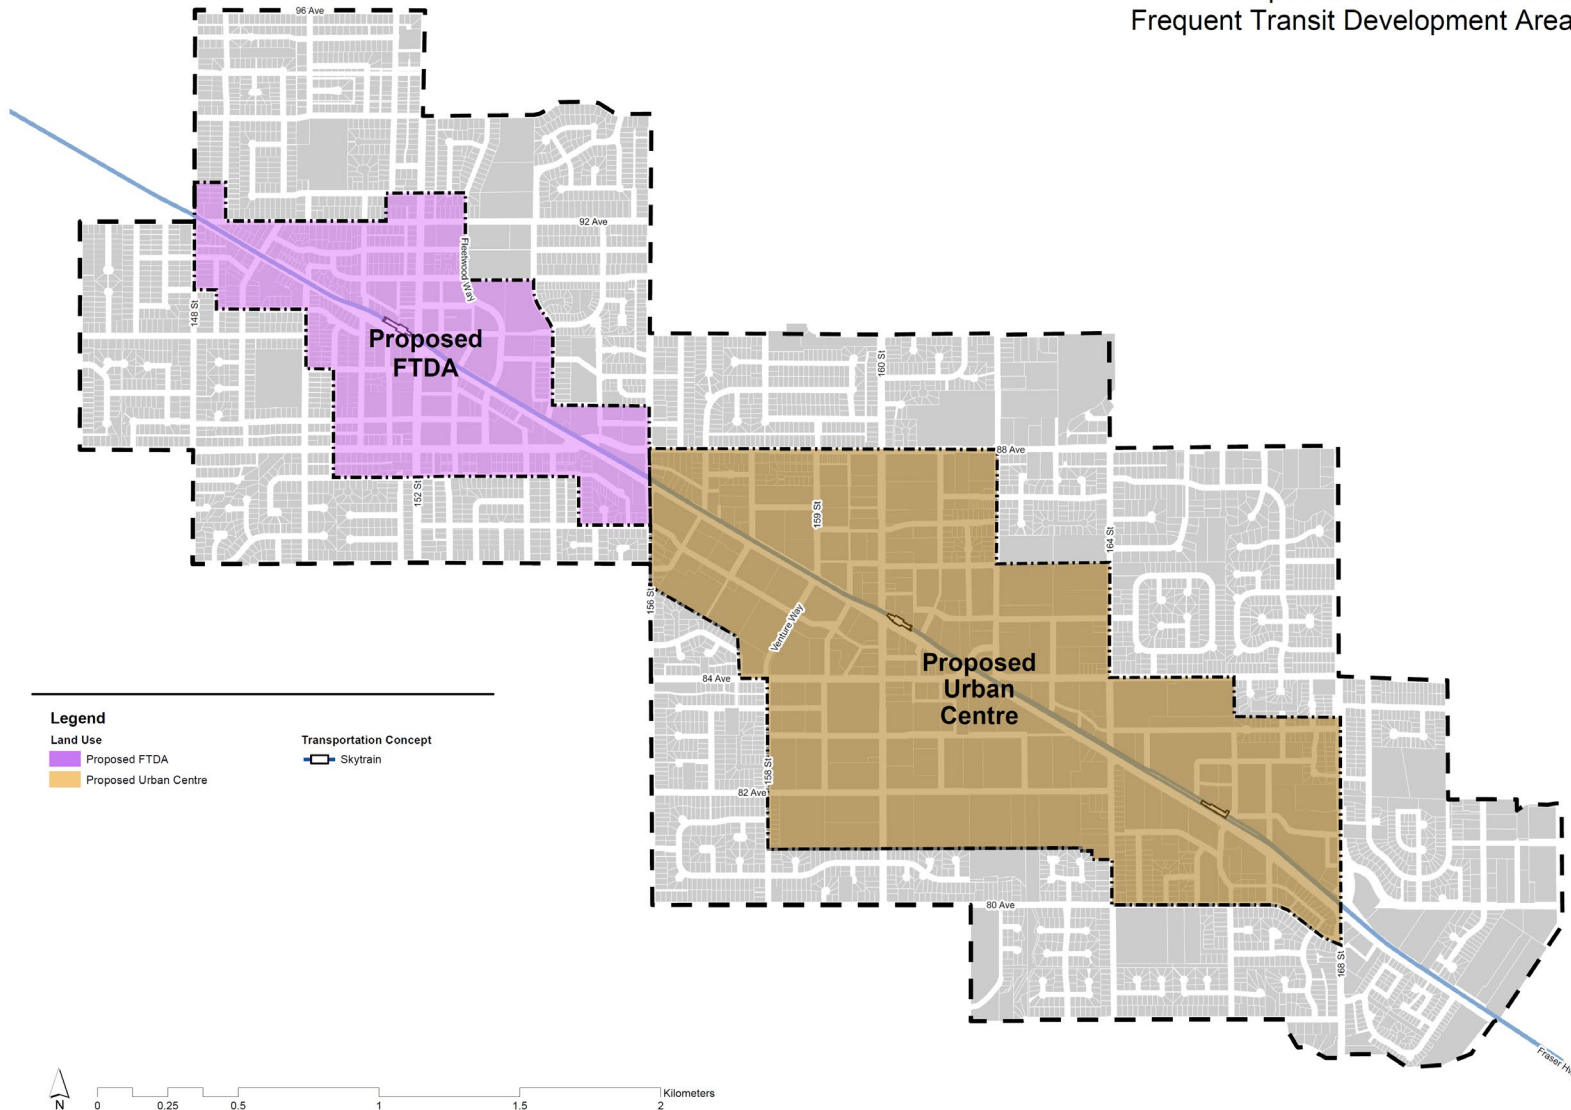 Frequent Transit Development Area
96 Ave
92 Ave
Fleetwood Way
148 St
Proposed
FTDA
160 St
88 Ave
152 St
159 St
164 St
156 St
Venture Way
84 Ave
Proposed
Urban
Centre
158 St
82 Ave
80 Ave
168 St
Legend
Land Use
Proposed FTDA
Proposed Urban Centre
Transportation Concept
Skytrain
N
0 0.25 0.5 1 1.5 2
Kilometers
Fraser